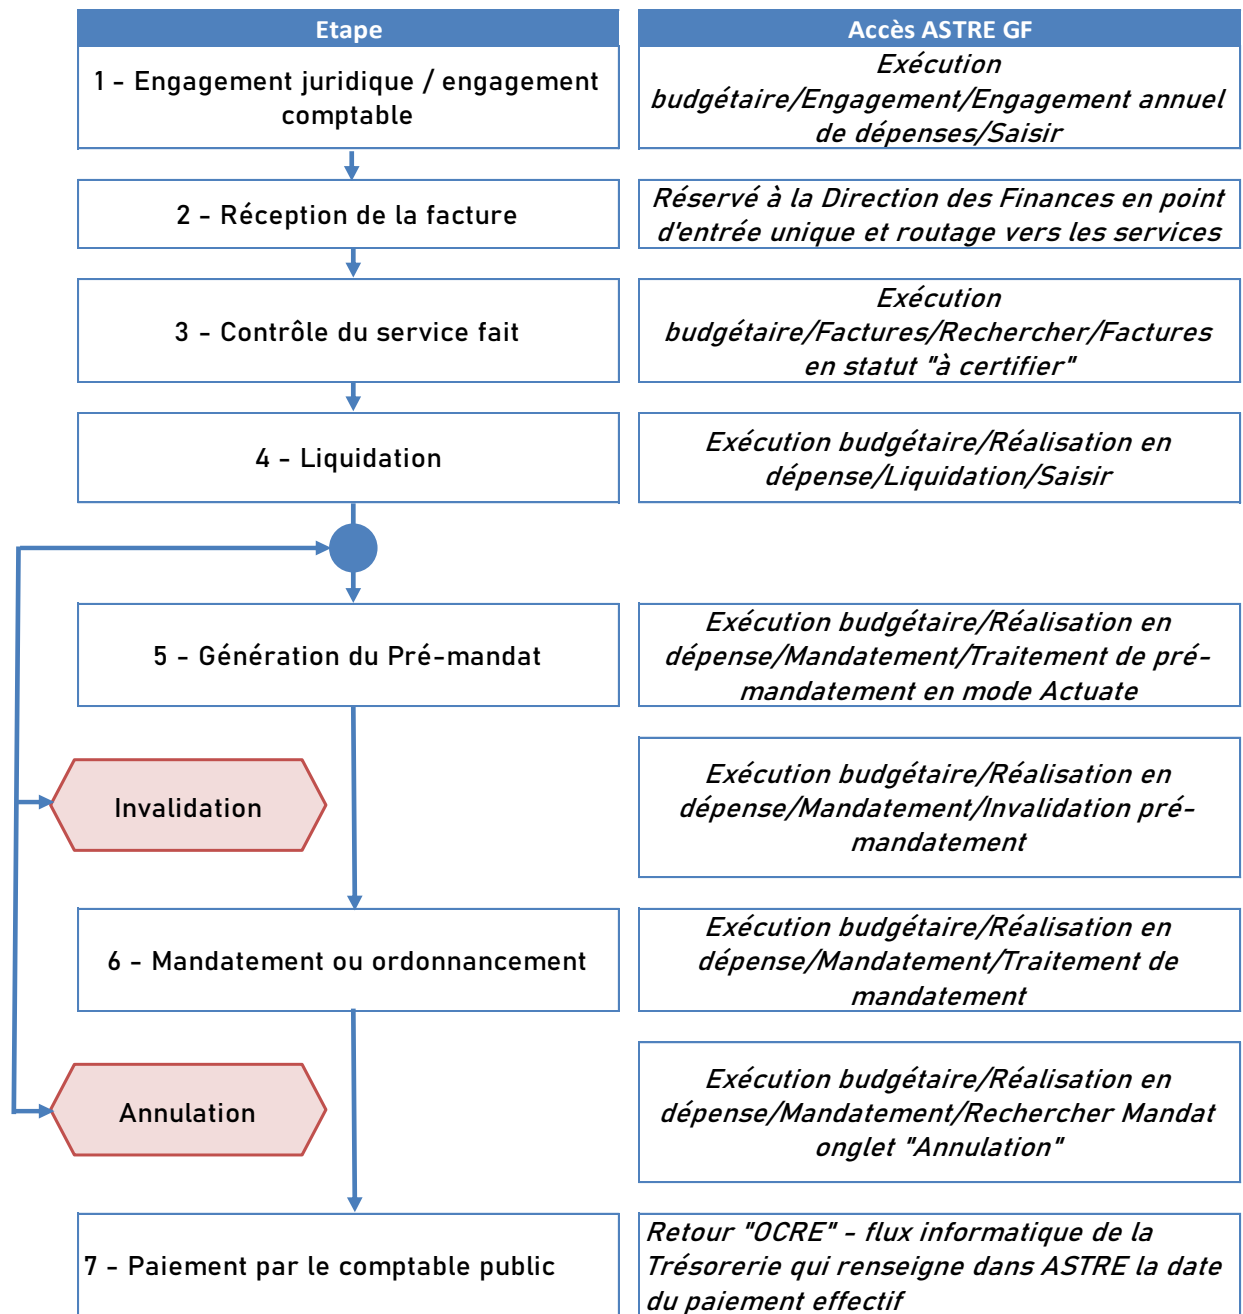 Etape
Accès ASTRE GF
1 - Engagement juridique / engagement
comptable
Exécution
budgétaire/Engagement/Engagement annuel
de dépenses/Saisir
2 - Réception de la facture
Réservé à la Direction des Finances en point
d'entrée unique et routage vers les services
3 - Contrôle du service fait
Exécution
budgétaire/Factures/Rechercher/Factures
en statut "à certifier"
4 - Liquidation
Exécution budgétaire/Réalisation en
dépense/Liquidation/Saisir
5 - Génération du Pré-mandat
Exécution budgétaire/Réalisation en
dépense/Mandatement/Traitement de pré-
mandatement en mode Actuate
Invalidation
Exécution budgétaire/Réalisation en
dépense/Mandatement/Invalidation pré-
mandatement
6 - Mandatement ou ordonnancement
Exécution budgétaire/Réalisation en
dépense/Mandatement/Traitement de
mandatement
Annulation
Exécution budgétaire/Réalisation en
dépense/Mandatement/Rechercher Mandat
onglet "Annulation"
7 - Paiement par le comptable public
Retour "OCRE" - flux informatique de la
Trésorerie qui renseigne dans ASTRE la date
du paiement effectif